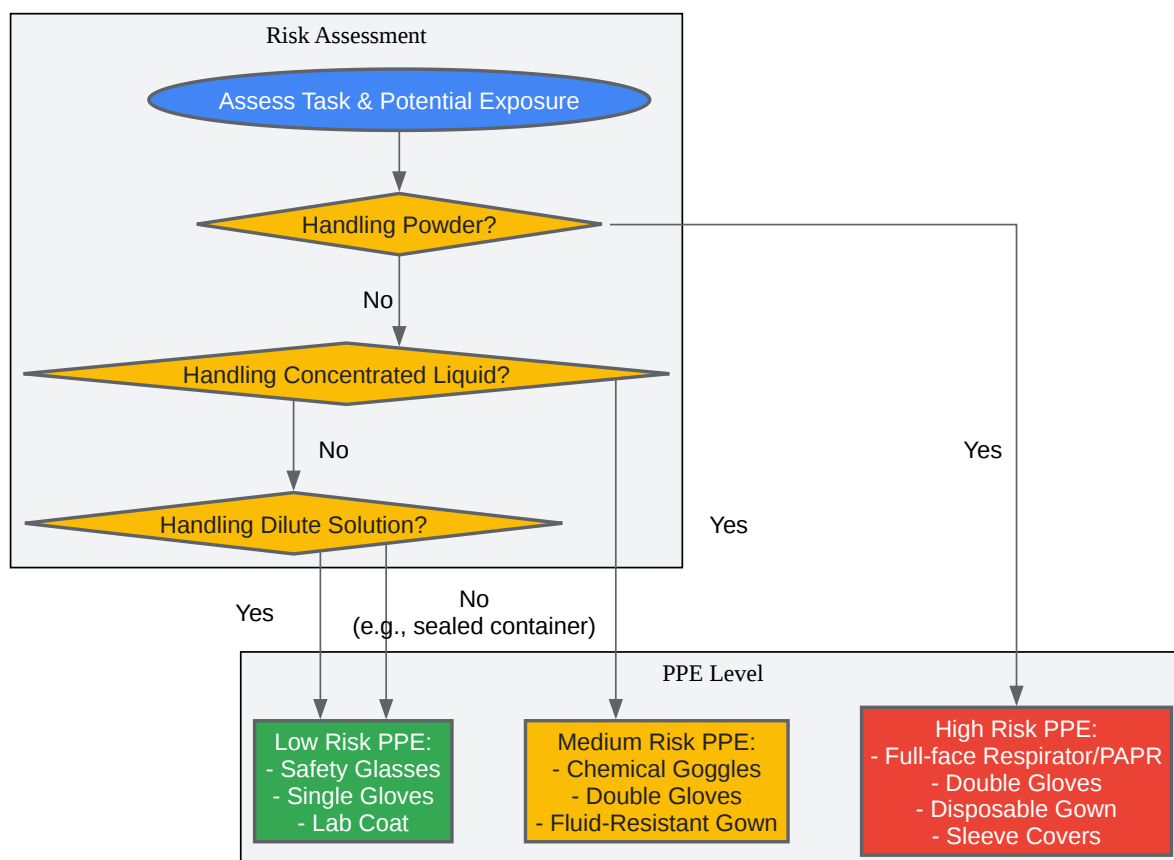 Risk Assessment
Assess Task & Potential Exposure
Handling Powder?
No
Handling Concentrated Liquid?
No
Yes
Handling Dilute Solution?
Yes
Yes
No
(e.g., sealed container)
PPE Level
Low Risk PPE:
- Safety Glasses
- Single Gloves
- Lab Coat
Medium Risk PPE:
- Chemical Goggles
- Double Gloves
- Fluid-Resistant Gown
High Risk PPE:
- Full-face Respirator/PAPR
- Double Gloves
- Disposable Gown
- Sleeve Covers